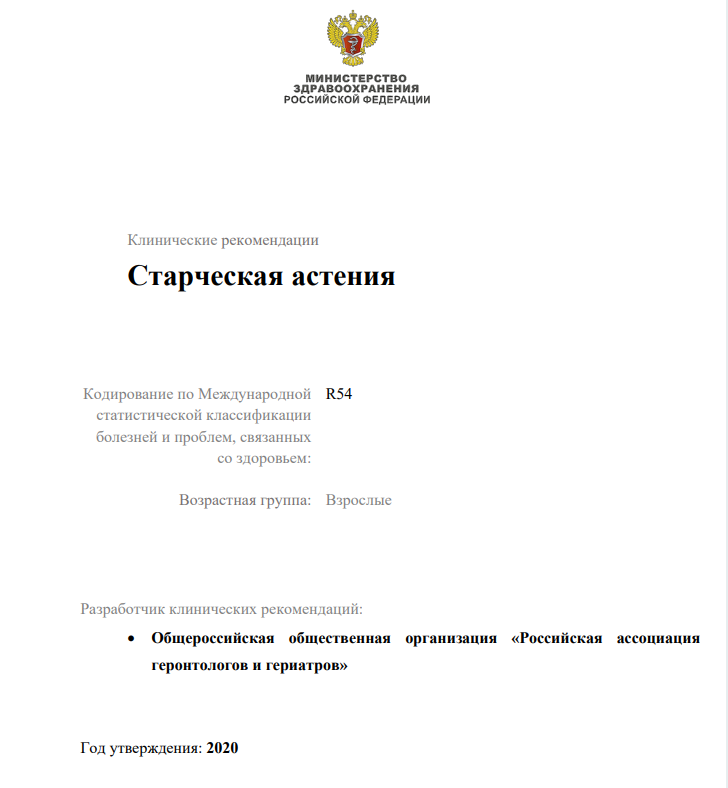 МИНИСТЕРСТВО
ЗДРАВООХРАНЕНИЯ
РОССИЙСКОЙ ФЕДЕРАЦИИ
Клинические рекомендации
Старческая астения
Кодирование по Международной R54
статистической классификации
болезней и проблем, связанных
со здоровьем:
Возрастная группа: Взрослые
Разработчик клинических рекомендаций:
• Общероссийская общественная организация «Российская ассоциация
геронтологов и гериатров»
Год утверждения: 2020